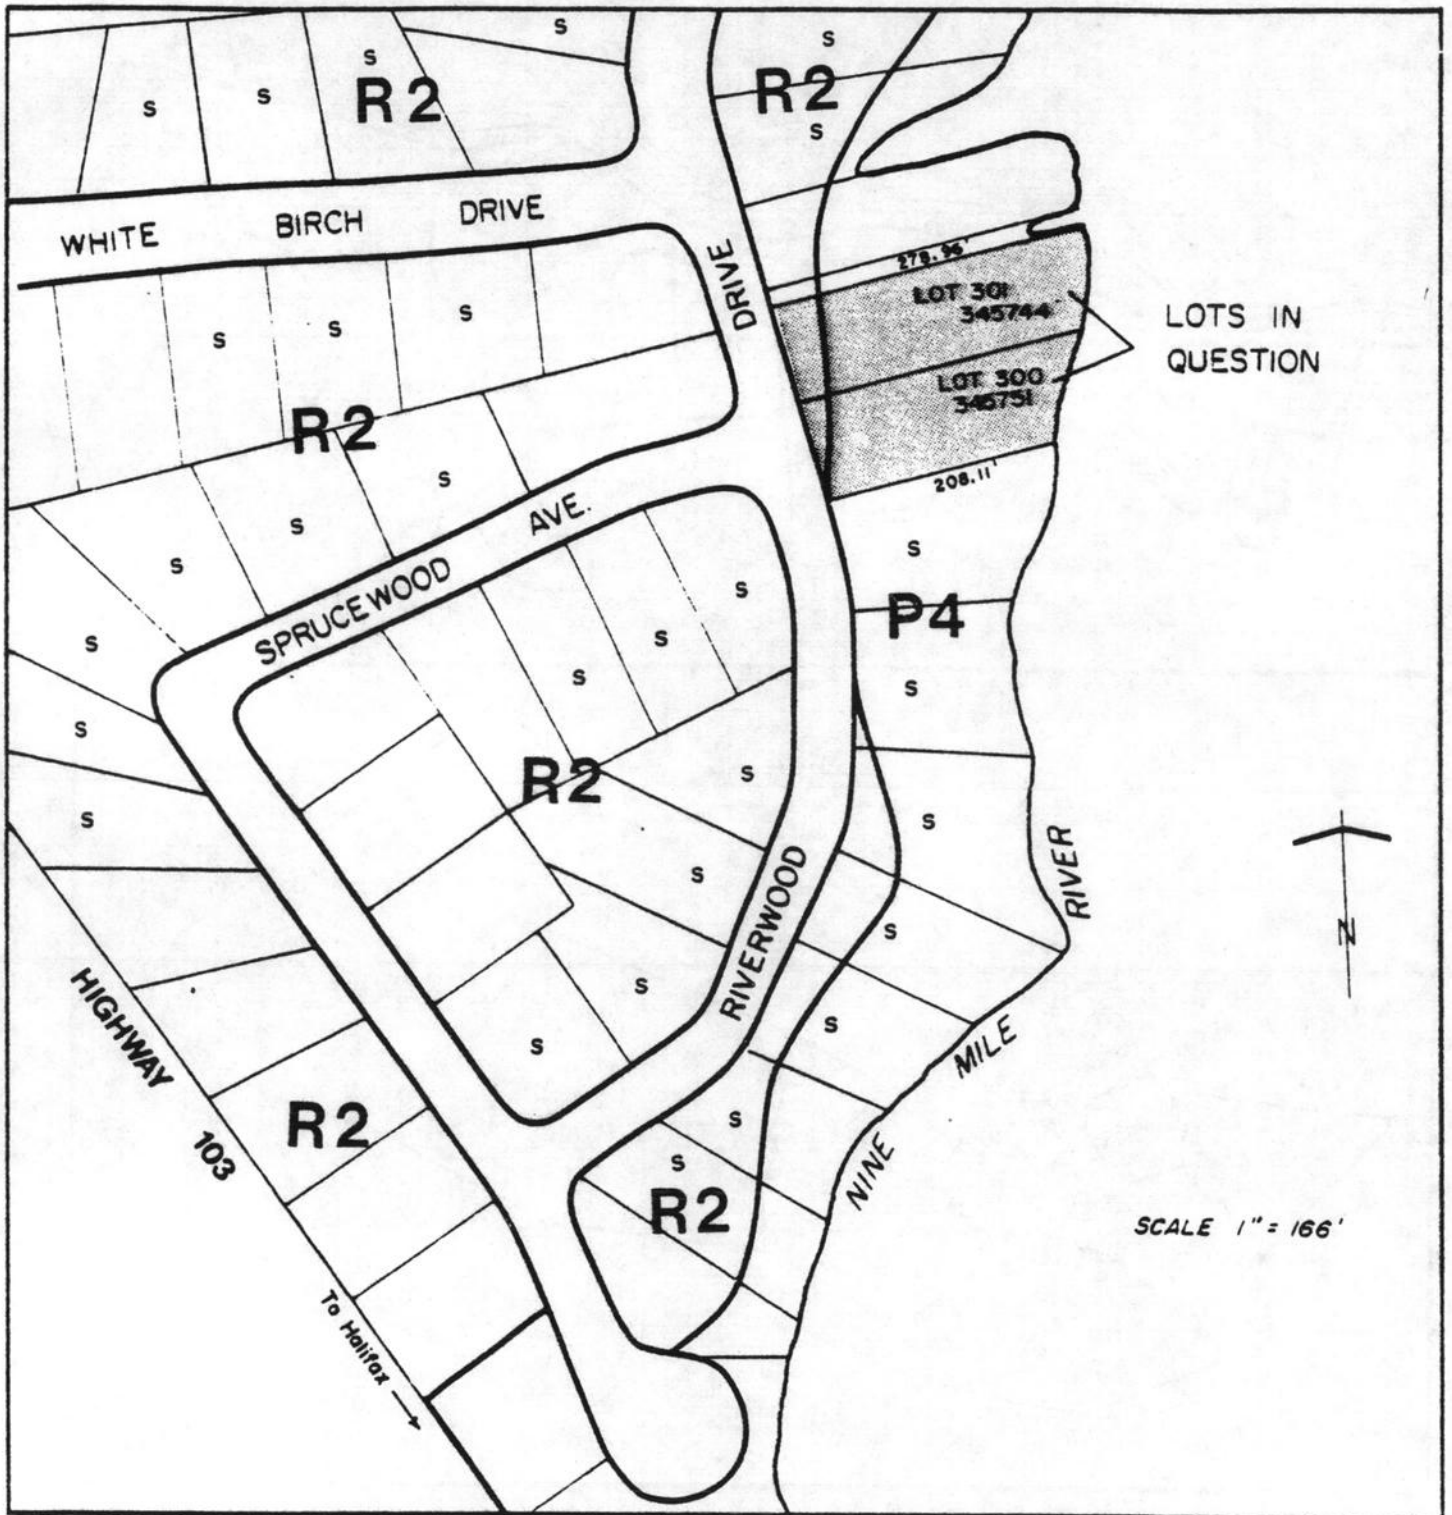 S
S
S
R2
S
R2
S
S
S
WHITE BIRCH DRIVE
DRIVE
278.96'
LOT 301
345744
LOTS IN
QUESTION
LOT 300
345751
208.11'
S
S
S
R2
S
S
S
AVE.
SPRUCEWOOD
S
S
S
S
S
P4
S
S
S
S
R2
S
S
S
RIVERWOOD
RIVER
N
S
S
S
S
MILE
NINE
HIGHWAY
103
R2
S
S
R2
SCALE 1" = 166'
To Halifax